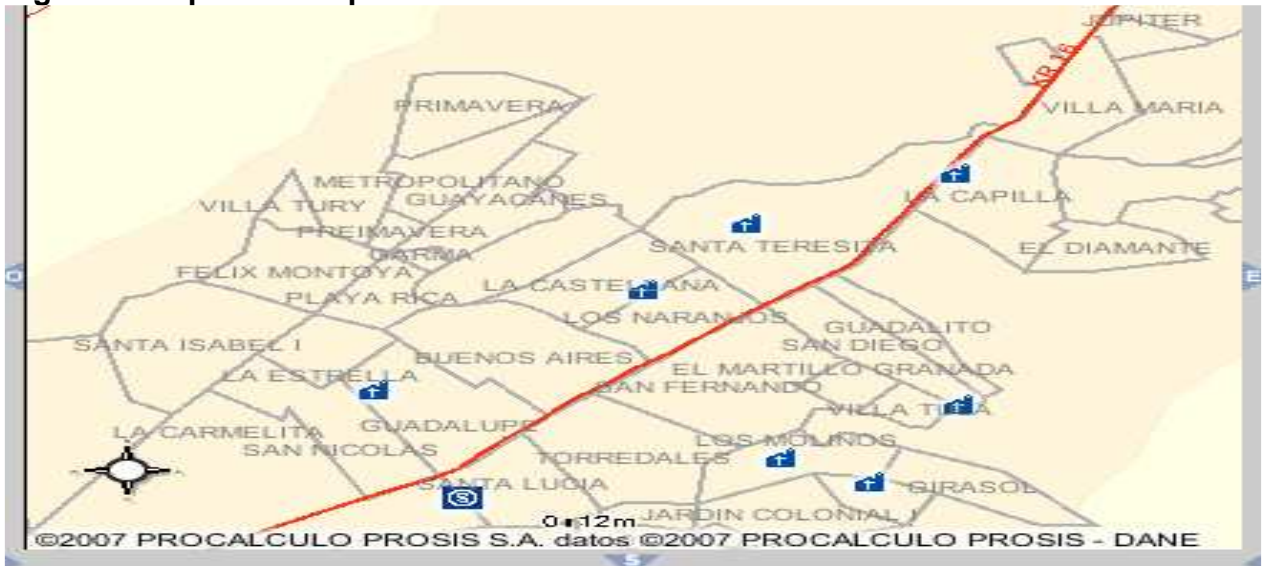 JUPITER
KR 16
PRIMAVERA
VILLA MARIA
METROPOLITANO
VILLA TURY
GUAYACANES
LA CAPILLA
PREIMAVERA
SANTA TERESITA
EL DIAMANTE
GARMA
FELIX MONTOYA
O
E
PLAYA RICA
LA CASTELLANA
LOS NARANJOS
GUADALITO
SANTA ISABEL I
SAN DIEGO
BUENOS AIRES
EL MARTILLO GRANADA
LA ESTRELLA
SAN FERNANDO
VILLA TINA
LA CARMELITA
GUADALUPE
SAN NICOLAS
LOS MOLINOS
TORREDALES
SANTA LUCIA
GIRASOL
S
JARDIN COLONIAL I
©2007 PROCALCULO PROSIS S.A. datos ©2007 PROCALCULO PROSIS - DANE
S